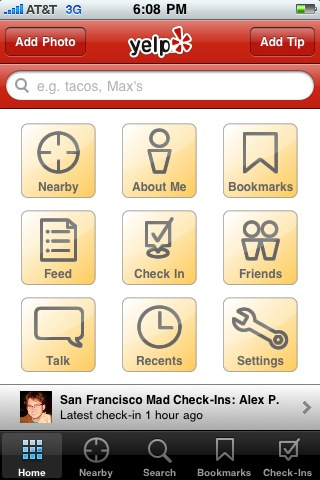 AT&T 3G 6:08 PM
Add Photo yelp Add Tip
e.g. tacos, Max's
Nearby About Me Bookmarks
Feed Check In Friends
Talk Recents Settings
San Francisco Mad Check-Ins: Alex P.
Latest check-in 1 hour ago
Home Nearby Search Bookmarks Check-Ins